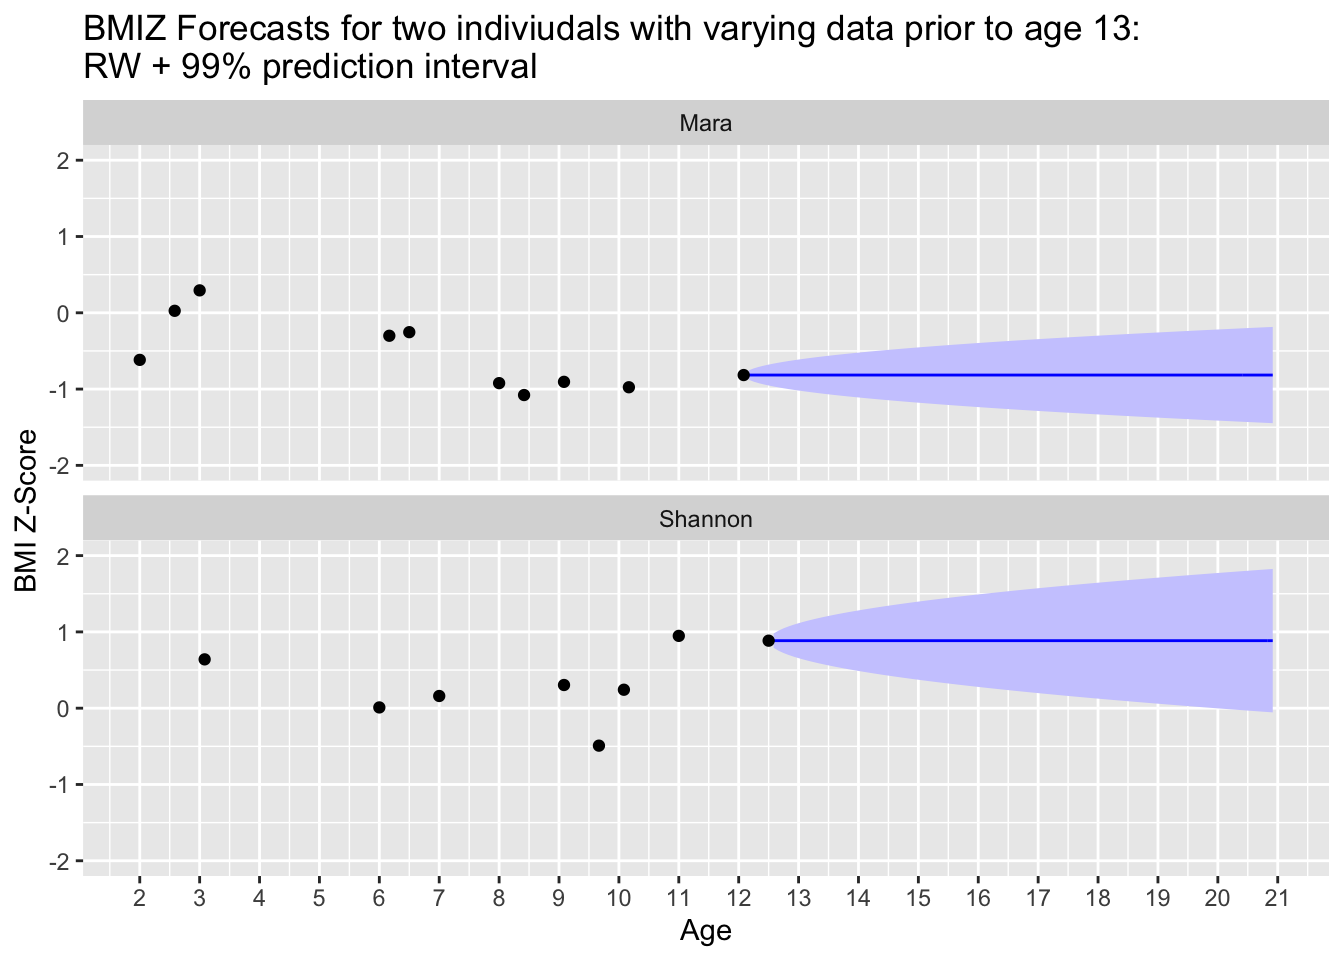 BMIZ Forecasts for two indiviudals with varying data prior to age 13:
RW + 99% prediction interval
Mara
2
1
0
-1
-2
BMI Z-Score
Shannon
2
1
0
-1
-2
2 3 4 5 6 7 8 9 10 11 12 13 14 15 16 17 18 19 20 21
Age